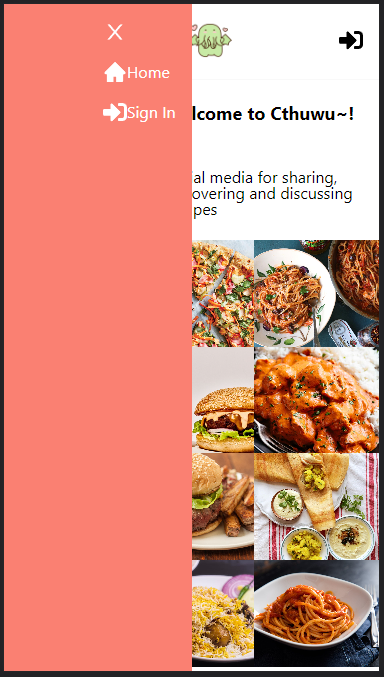 X
Home
Sign In
lcome to Cthuwu~!
al media for sharing,
overing and discussing
pes